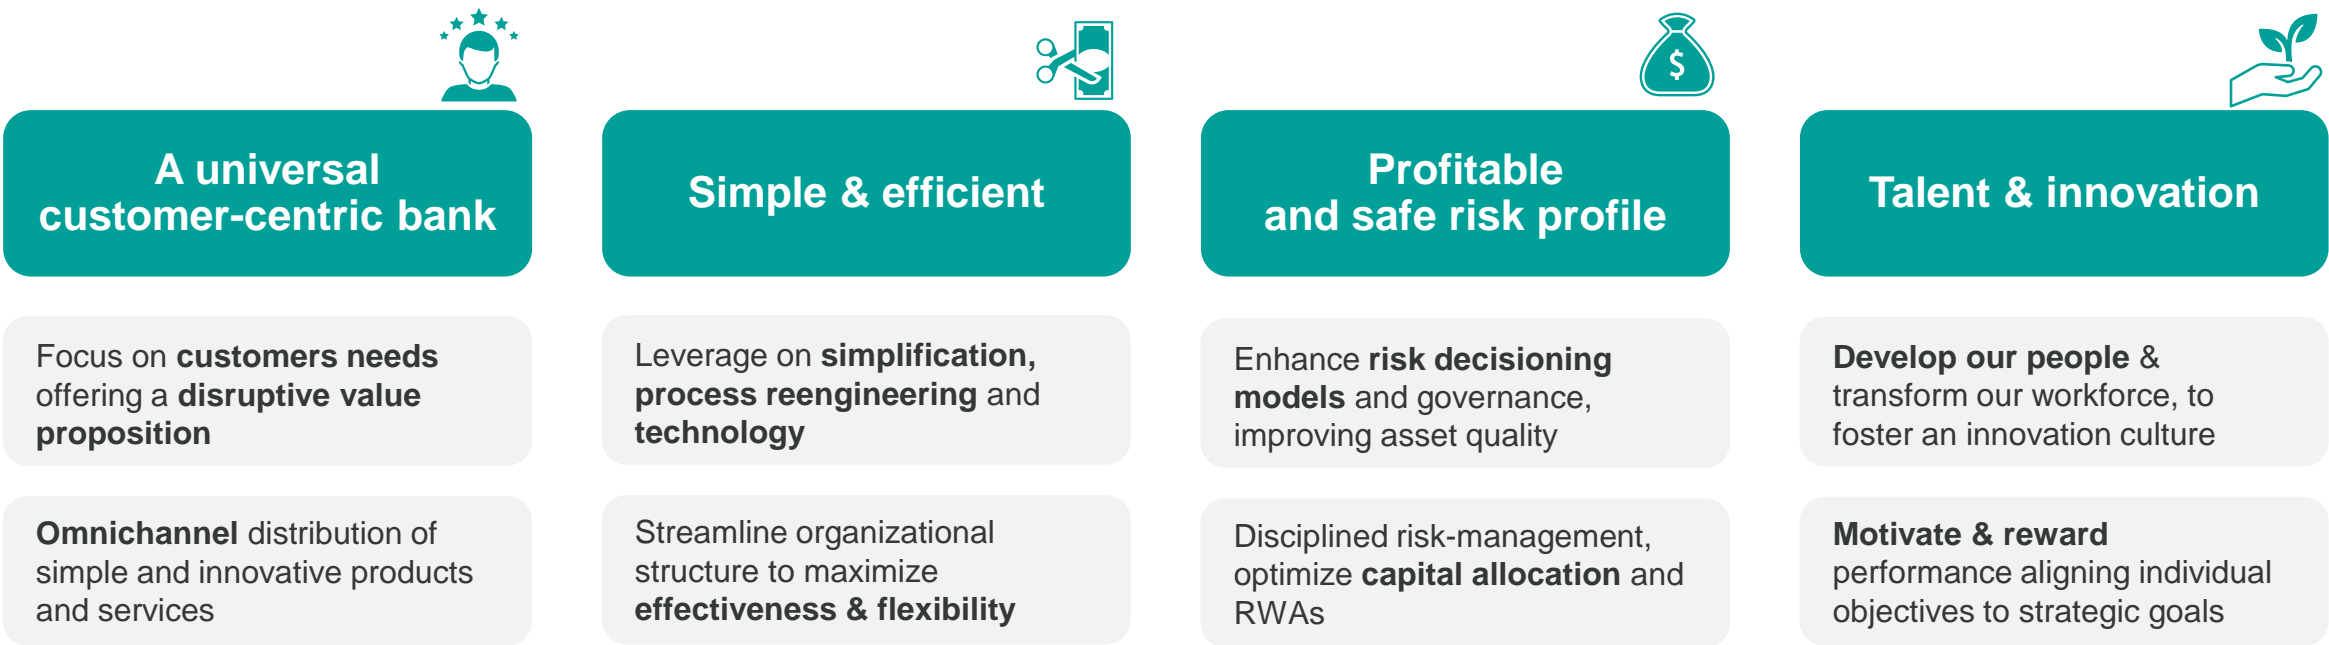 A universal
customer-centric bank
Focus on customers needs
offering a disruptive value
proposition
Omnichannel distribution of
simple and innovative products
and services
Simple & efficient
Leverage on simplification,
process reengineering and
technology
Streamline organizational
structure to maximize
effectiveness & flexibility
$
Profitable
and safe risk profile
Enhance risk decisioning
models and governance,
improving asset quality
Disciplined risk-management,
optimize capital allocation and
RWAs
Talent & innovation
Develop our people &
transform our workforce, to
foster an innovation culture
Motivate & reward
performance aligning individual
objectives to strategic goals